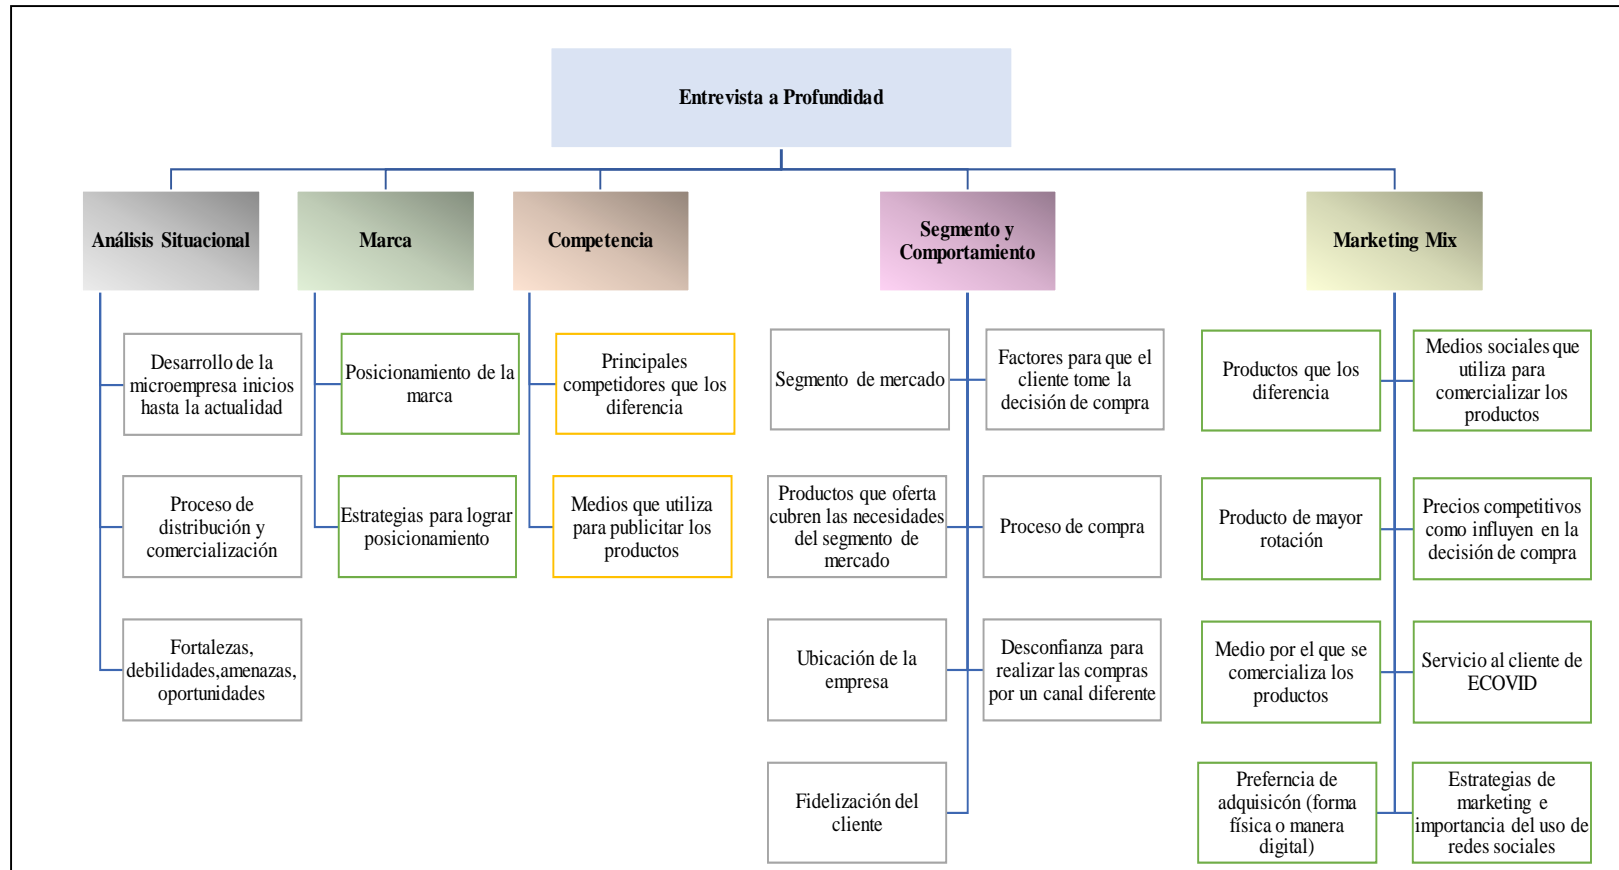 Entrevista a Profundidad
Análisis Situacional
Desarrollo de la
microempresa inicios
hasta la actualidad
Proceso de
distribución y
comercialización
Fortalezas,
debilidades,amenazas,
oportunidades
Marca
Posicionamiento de la
marca
Estrategias para lograr
posicionamiento
Competencia
Principales
competidores que los
diferencia
Medios que utiliza
para publicitar los
productos
Segmento y
Comportamiento
Segmento de mercado
Factores para que el
cliente tome la
decisión de compra
Productos que oferta
cubren las necesidades
del segmento de
mercado
Proceso de compra
Ubicación de la
empresa
Desconfianza para
realizar las compras
por un canal diferente
Fidelización del
cliente
Marketing Mix
Productos que los
diferencia
Medios sociales que
utiliza para
comercializar los
productos
Producto de mayor
rotación
Precios competitivos
como influyen en la
decisión de compra
Medio por el que se
comercializa los
productos
Servicio al cliente de
ECOVID
Preferncia de
adquisicón (forma
física o manera
digital)
Estrategias de
marketing e
importancia del uso de
redes sociales